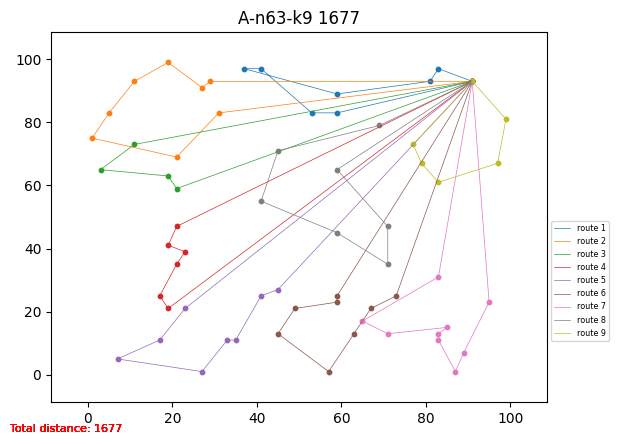 A-n63-k9 1677
100
80
60
40
20
0
0 20 40 60 80 100
route 1
route 2
route 3
route 4
route 5
route 6
route 7
route 8
route 9
Total distance: 1677